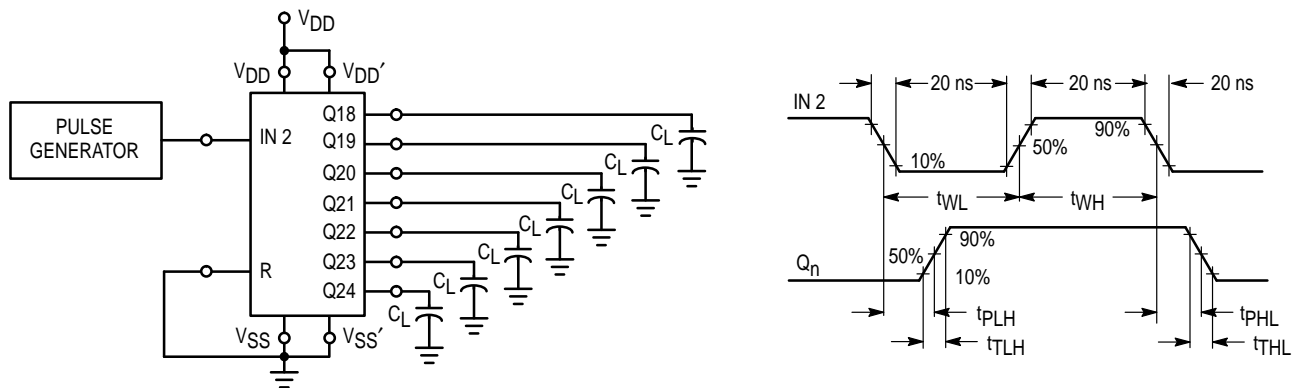 VDD
VDD
VDD′
PULSE
GENERATOR
IN 2
R
Q18
Q19
Q20
Q21
Q22
Q23
Q24
CL
CL
CL
CL
CL
CL
CL
VSS
VSS′
20 ns
20 ns
20 ns
IN 2
90%
50%
10%
tWL
tWH
Qn
90%
50%
10%
tPLH
tPHL
tTLH
tTHL